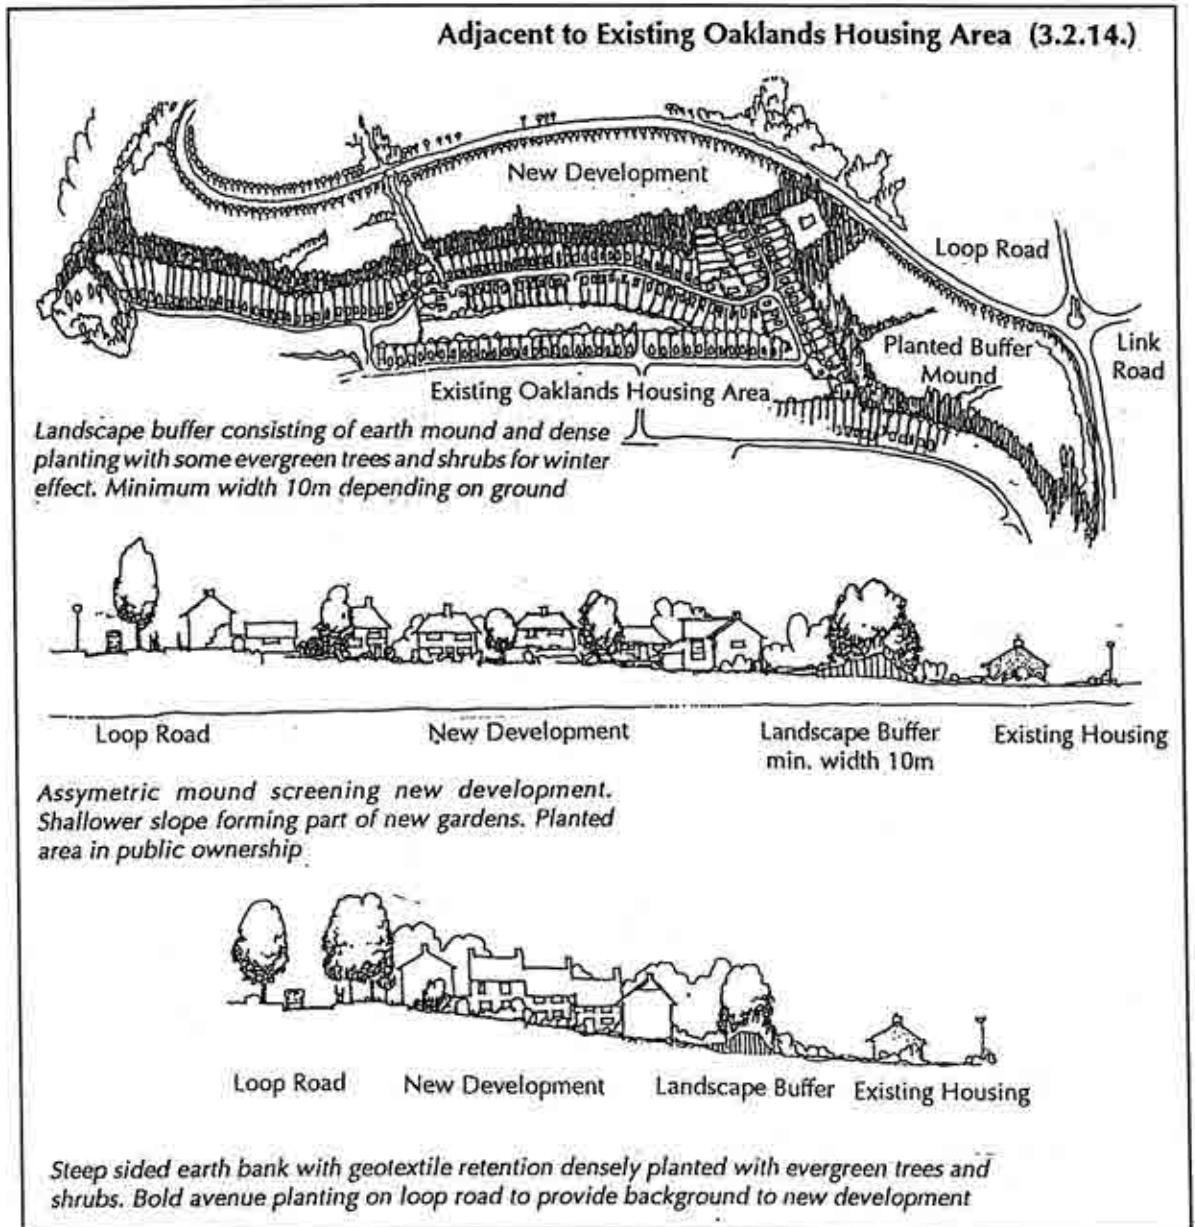 Adjacent to Existing Oaklands Housing Area (3.2.14.)
New Development
Loop Road
Link
Road
Planted Buffer
Mound
Existing Oaklands Housing Area
Landscape buffer consisting of earth mound and dense
planting with some evergreen trees and shrubs for winter
effect. Minimum width 10m depending on ground
Loop Road
New Development
Landscape Buffer
min. width 10m
Existing Housing
Assymetric mound screening new development.
Shallower slope forming part of new gardens. Planted
area in public ownership
Loop Road
New Development
Landscape Buffer
Existing Housing
Steep sided earth bank with geotextile retention densely planted with evergreen trees and
shrubs. Bold avenue planting on loop road to provide background to new development